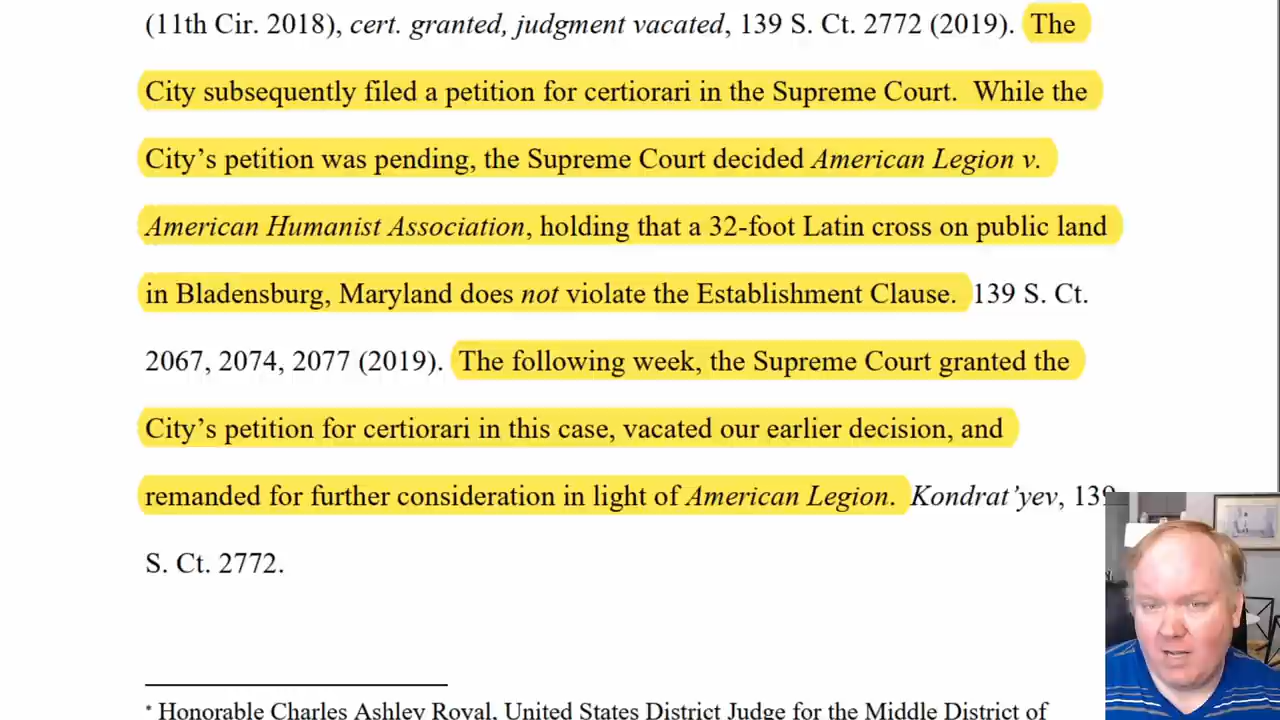 (11th Cir. 2018), cert. granted, judgment vacated, 139 S. Ct. 2772 (2019). The
City subsequently filed a petition for certiorari in the Supreme Court.  While the
City’s petition was pending, the Supreme Court decided American Legion v.
American Humanist Association, holding that a 32-foot Latin cross on public land
in Bladensburg, Maryland does not violate the Establishment Clause.  139 S. Ct.
2067, 2074, 2077 (2019).  The following week, the Supreme Court granted the
City’s petition for certiorari in this case, vacated our earlier decision, and
remanded for further consideration in light of American Legion.  Kondrat’yev, 139
S. Ct. 2772.
* Honorable Charles Ashley Royal, United States District Judge for the Middle District of